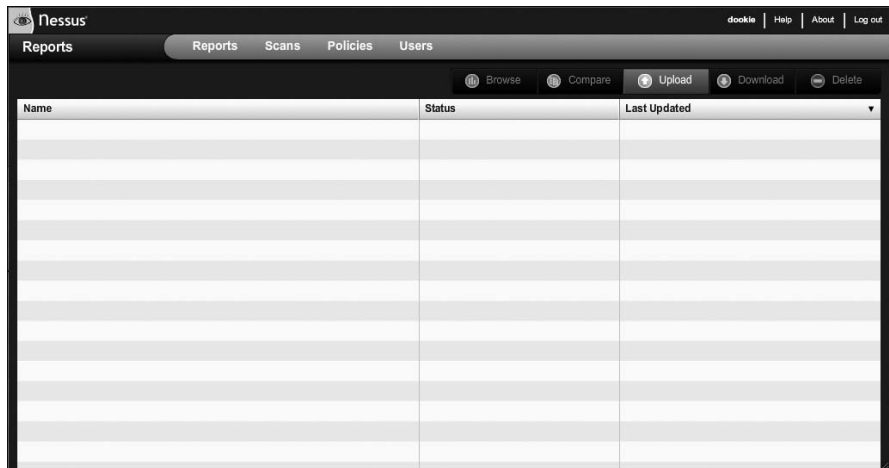 nessus
dookie Help About Log out
Reports Reports Scans Policies Users
Browse Compare Upload Download Delete
Name Status Last Updated